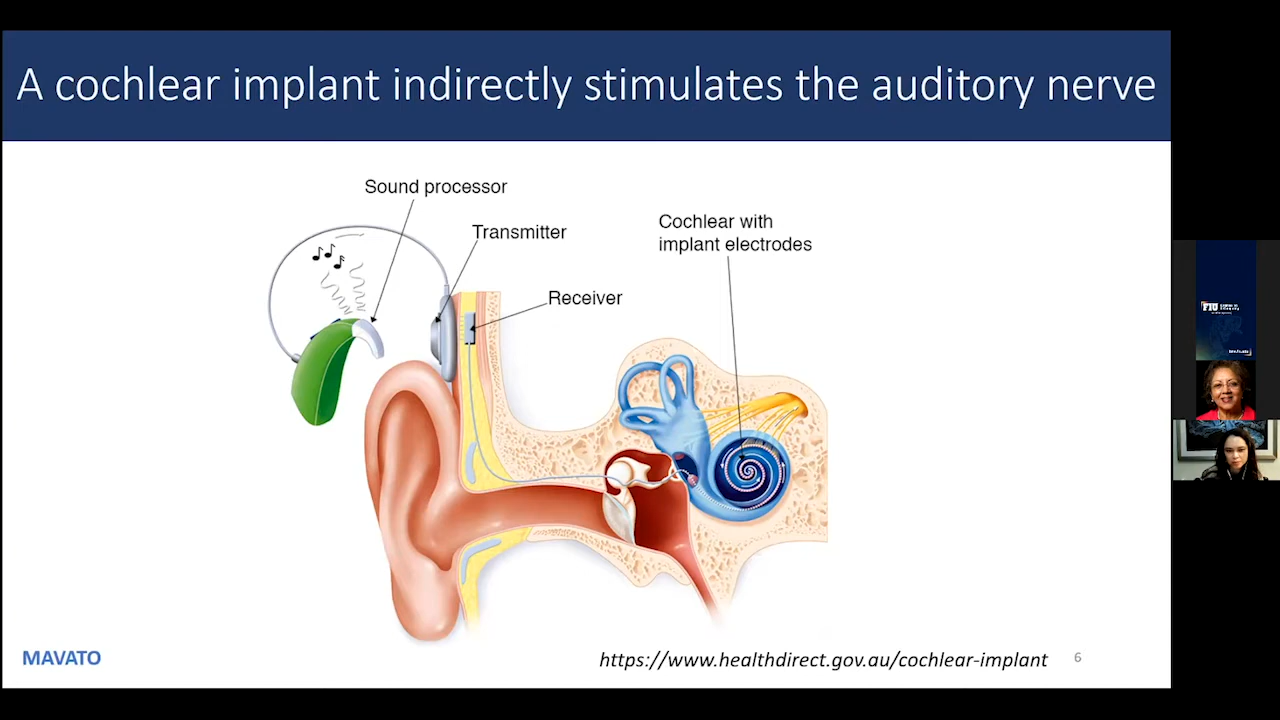 A cochlear implant indirectly stimulates the auditory nerve
Sound processor
Transmitter
Cochlear with
implant electrodes
Receiver
MAVATO
https://www.healthdirect.gov.au/cochlear-implant
6